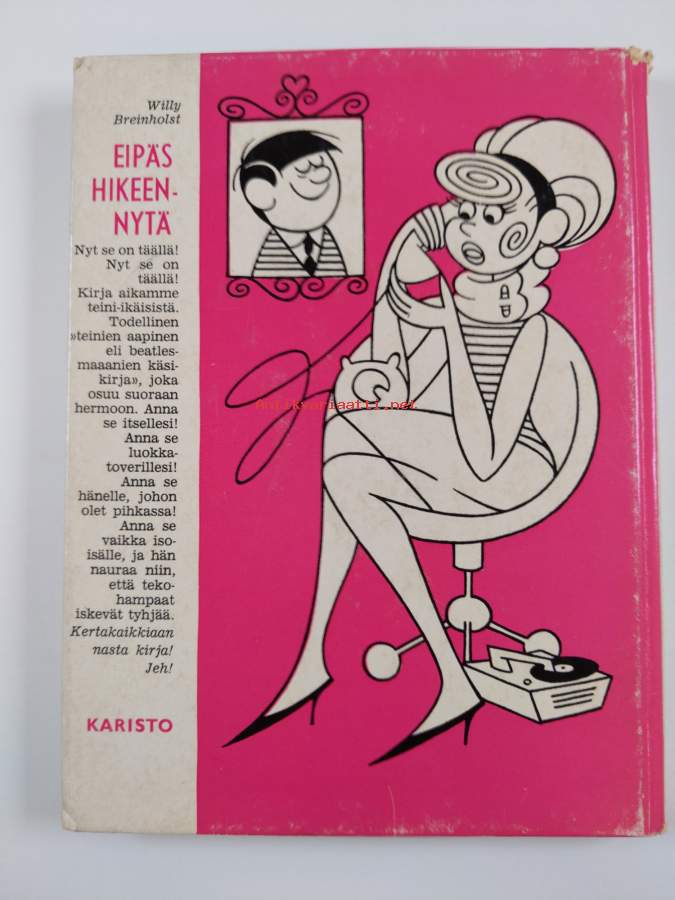 Willy
Breinholst
EIPÄS
HIKEEN-
NYTÄ
Nyt se on täällä!
Nyt se on
täällä!
Kirja aikamme
teini-ikäisistä.
Todellinen
»teinien aapinen
eli beatles-
maaanien käsi-
kirja», joka
osuu suoraan
hermoon. Anna
se itsellesi!
Anna se
luokka-
toverillesi!
Anna se
hänelle, johon
olet pihkassa!
Anna se
vaikka iso-
isälle, ja hän
nauraa niin,
että teko-
hampaat
iskevät tyhjää.
Kertakaikkiaan
nasta kirja!
Jeh!
KARISTO
Antikvariaatti.net